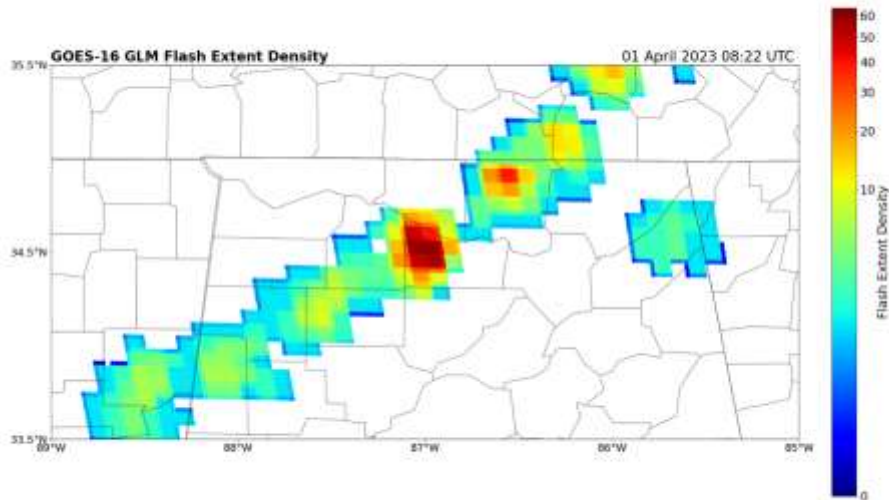 GOES-16 GLM Flash Extent Density 01 April 2023 08:22 UTC
35.5°N
34.5°N
33.5°N
89°W 88°W 87°W 86°W 85°W
60
50
40
30
20
10
0
Flash Extent Density